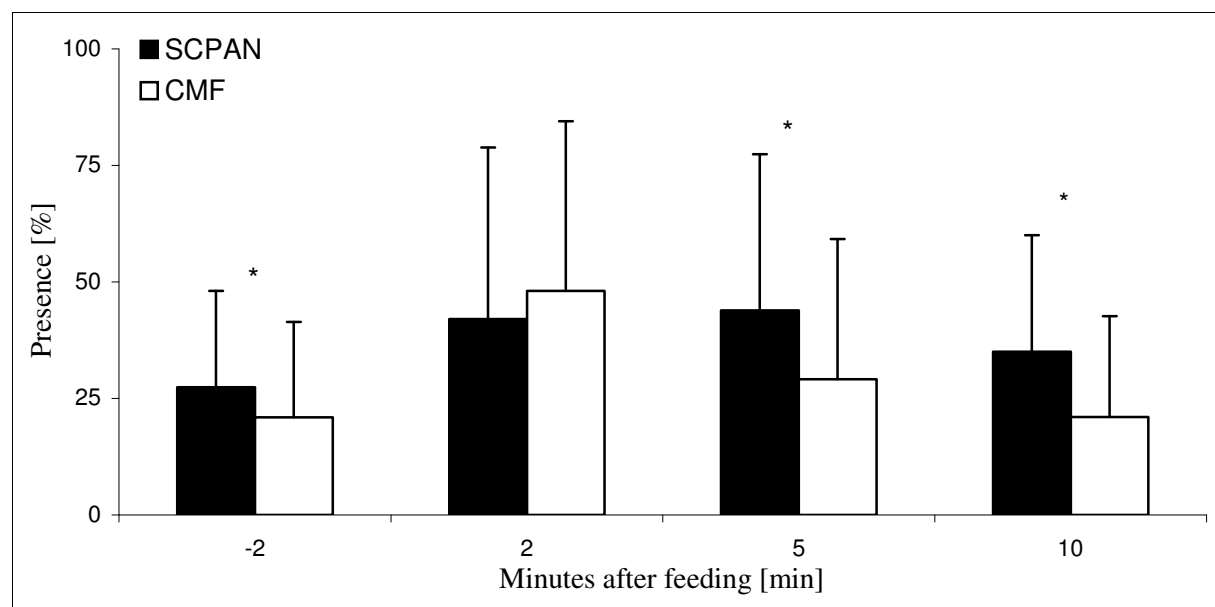 100
SCPAN
CMF
*
75
*
Presence [%]
*
50
25
0
-2 2 5 10
Minutes after feeding [min]